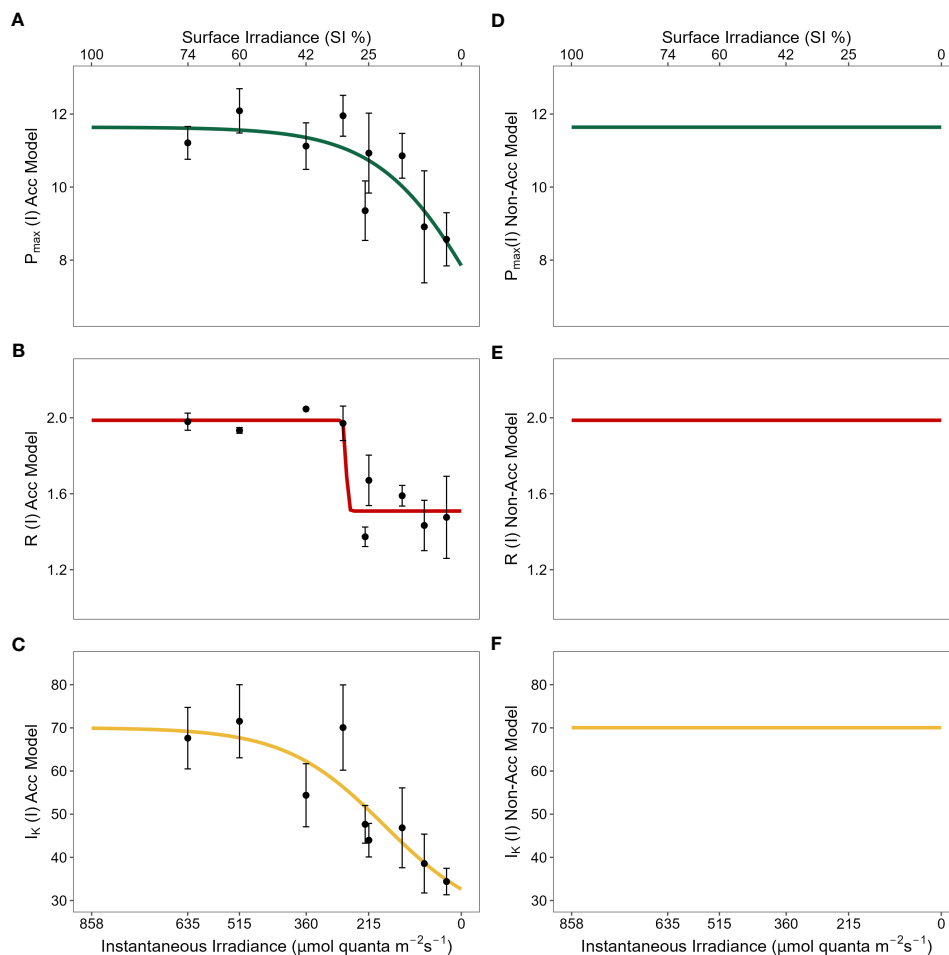 A
Surface Irradiance (SI %)
100 74 60 42 25 0
P max (I) Acc Model
12
10
8
D
Surface Irradiance (SI %)
100 74 60 42 25 0
P max (I) Non-Acc Model
12
10
8
B
R (I) Acc Model
2.0
1.6
1.2
E
R (I) Non-Acc Model
2.0
1.6
1.2
C
I K (I) Acc Model
80
70
60
50
40
30
858 635 515 360 215 0
Instantaneous Irradiance (μmol quanta m⁻²s⁻¹)
F
I K (I) Non-Acc Model
80
70
60
50
40
30
858 635 515 360 215 0
Instantaneous Irradiance (μmol quanta m⁻²s⁻¹)